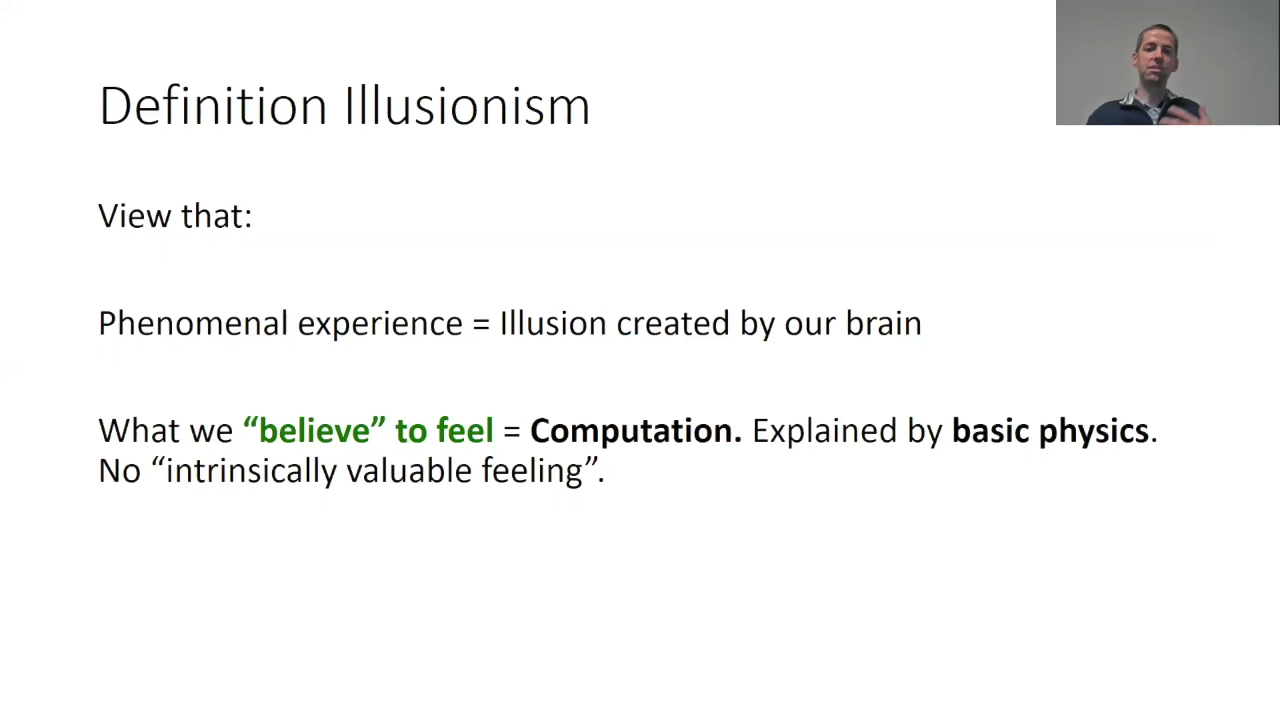 Definition Illusionism
View that:
Phenomenal experience = Illusion created by our brain
What we “believe” to feel = Computation. Explained by basic physics.
No “intrinsically valuable feeling”.